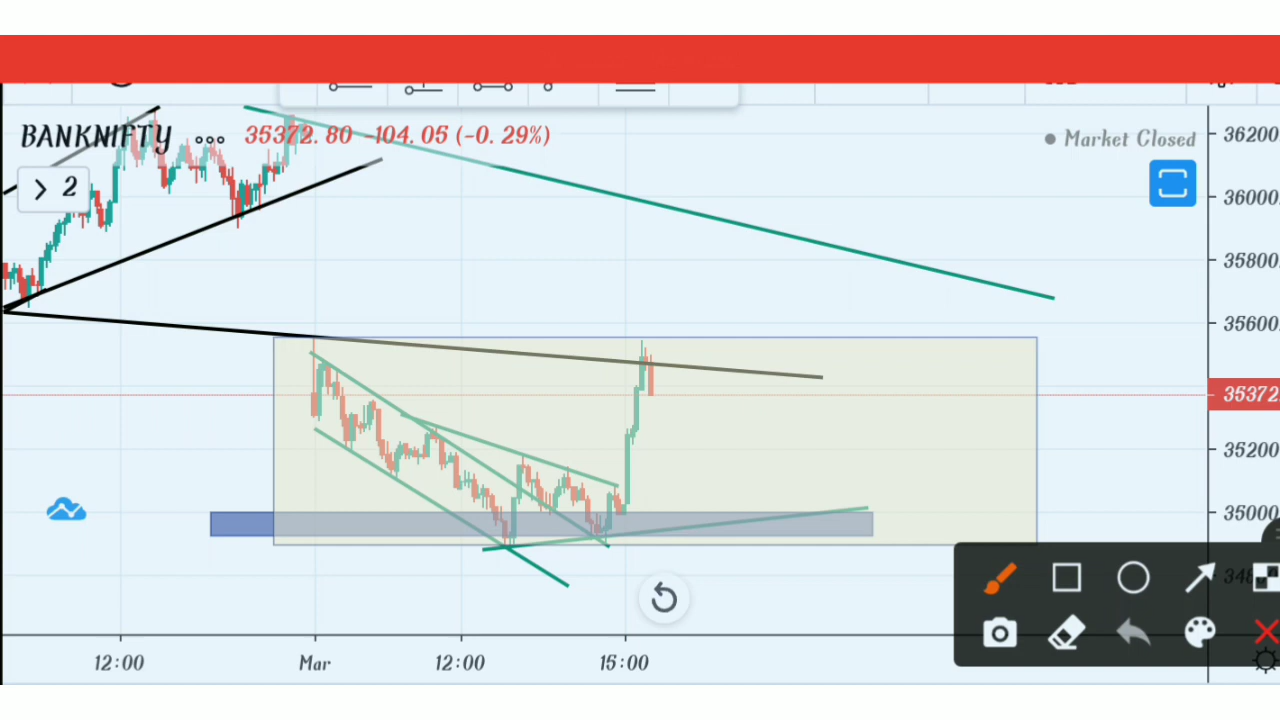 BANKNIFTY 35372.80 -104.05 (-0.29%)
Market Closed
2
36200
36000
35800
35600
35372
35200
35000
12:00 Mar 12:00 15:00